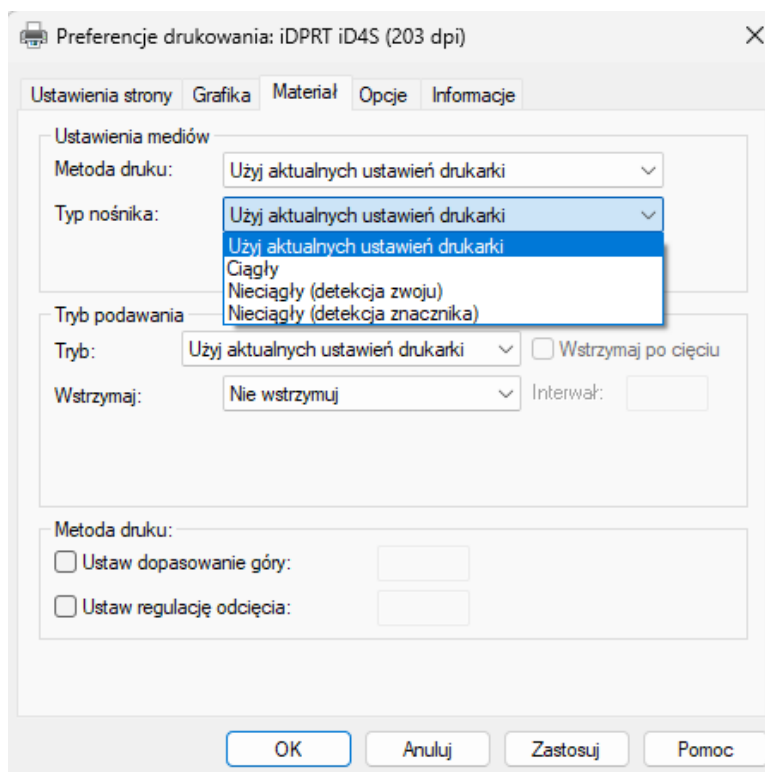 Preferencje drukowania: iDPRT iD4S (203 dpi)
Ustawienia strony Grafika Materiał Opcje Informacje
Ustawienia mediów
Metoda druku: Użyj aktualnych ustawień drukarki
Typ nośnika: Użyj aktualnych ustawień drukarki
Użyj aktualnych ustawień drukarki
Ciągły
Nieciągły (detekcja zwoju)
Nieciągły (detekcja znacznika)
Tryb podawania
Tryb: Użyj aktualnych ustawień drukarki Wstrzymaj po cięciu
Wstrzymaj: Nie wstrzymuj Interwał:
Metoda druku:
Ustaw dopasowanie góry:
Ustaw regulację odcięcia:
OK Anuluj Zastosuj Pomoc